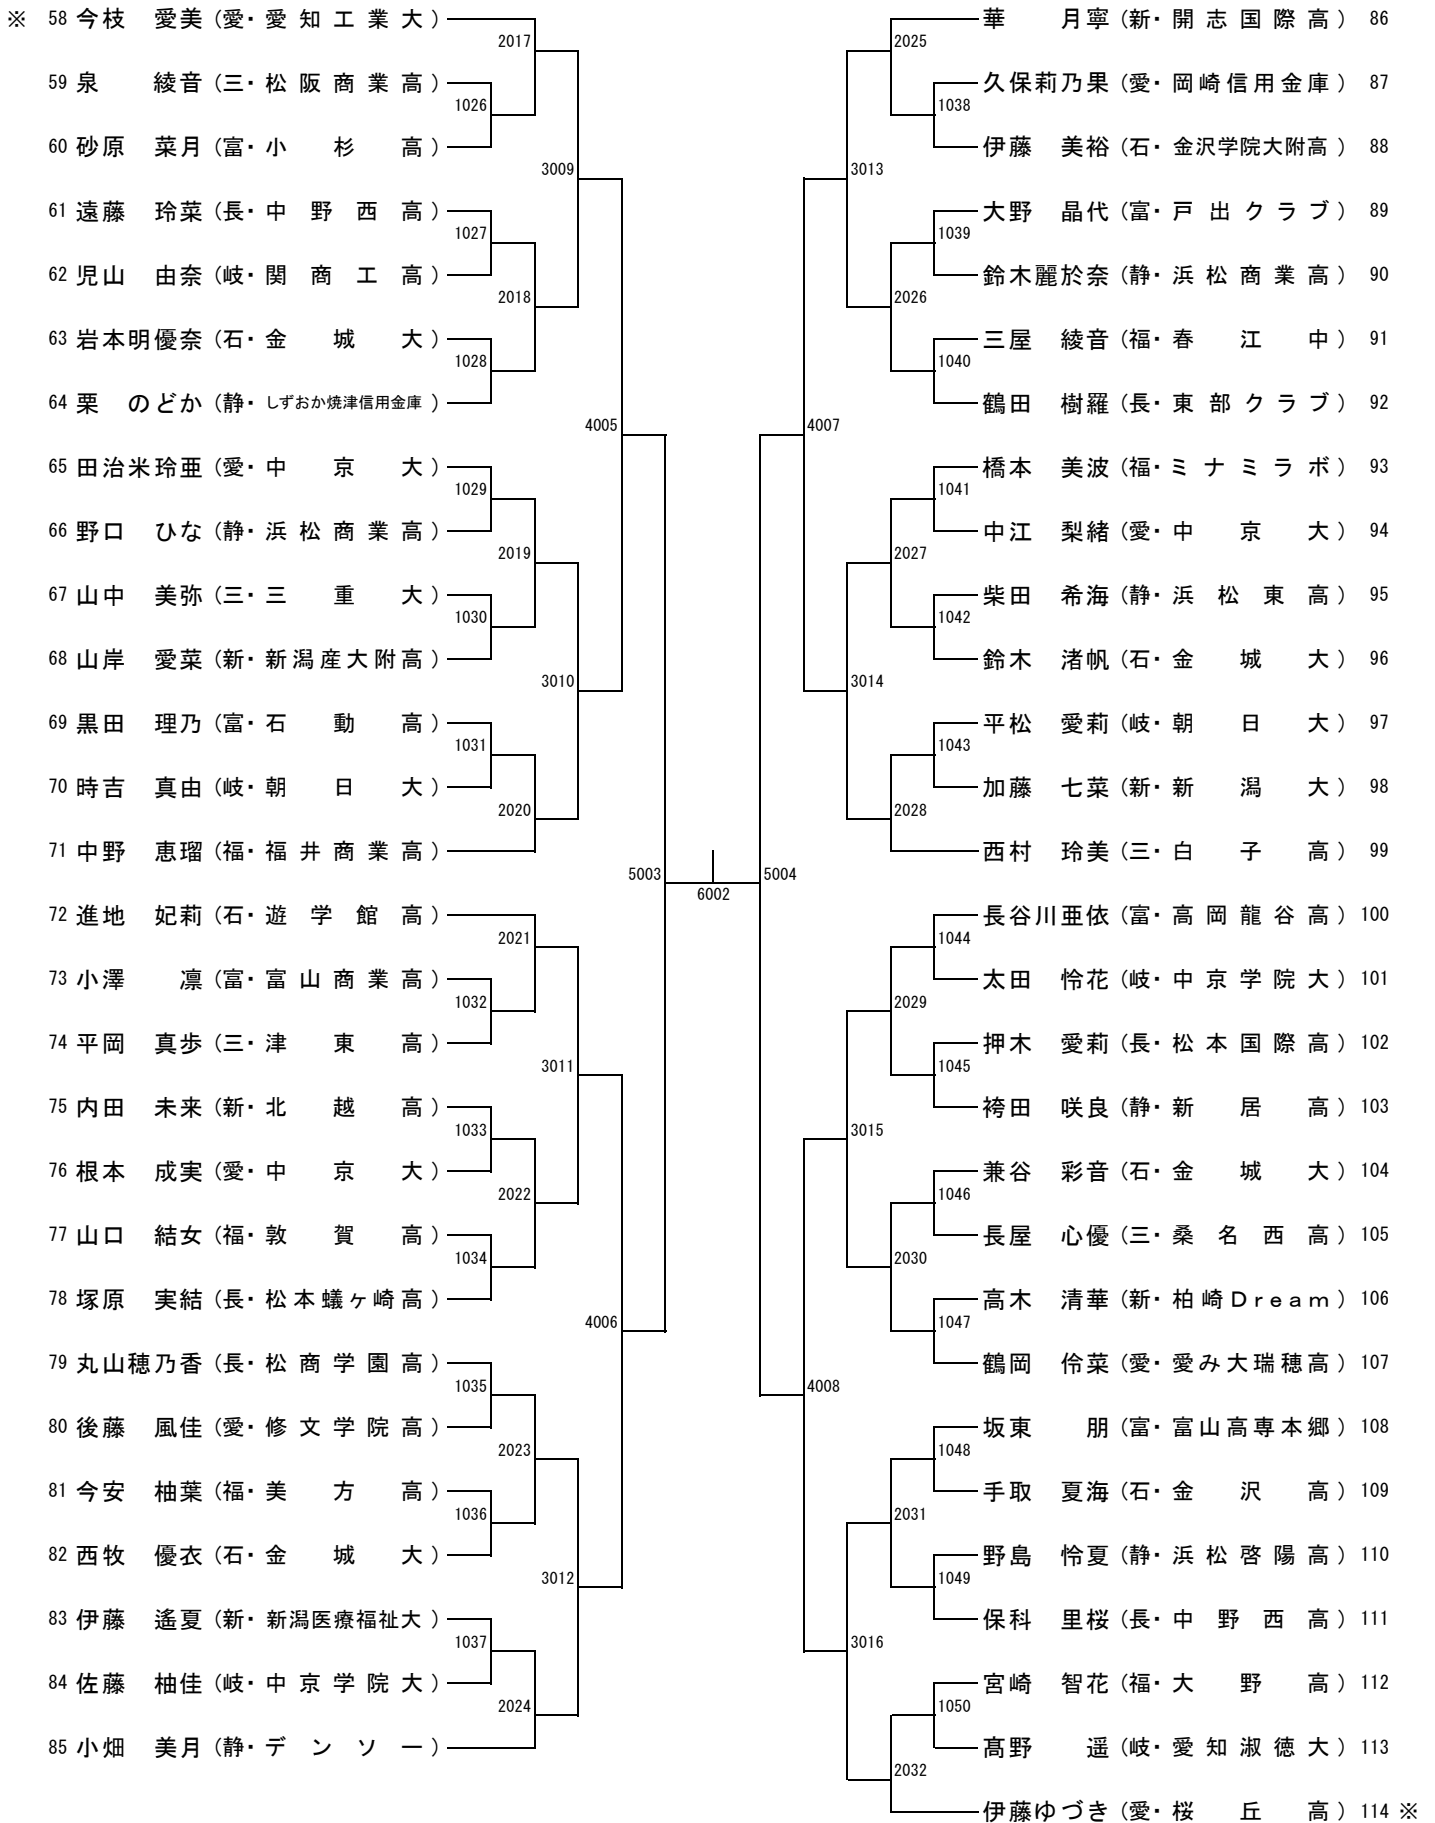 ※ 58 今枝 愛美 (愛・愛知工業大)
2017
59 泉 綾音 (三・松阪商業高)
1026
60 砂原 菜月 (富・小杉高)
3009
61 遠藤 玲菜 (長・中野西高)
1027
62 児山 由奈 (岐・関商工高)
2018
63 岩本明優奈 (石・金城大)
1028
64 栗 のどか (静・しずおか焼津信用金庫)
4005
65 田治米玲亜 (愛・中京大)
1029
66 野口 ひな (静・浜松商業高)
2019
67 山中 美弥 (三・三重大)
1030
68 山岸 愛菜 (新・新潟産大附高)
3010
69 黒田 理乃 (富・石動高)
1031
70 時吉 真由 (岐・朝日大)
2020
71 中野 恵瑠 (福・福井商業高)
5003
72 進地 妃莉 (石・遊学館高)
2021
73 小澤 凛 (富・富山商業高)
1032
74 平岡 真歩 (三・津東高)
3011
75 内田 未来 (新・北越高)
1033
76 根本 成実 (愛・中京大)
2022
77 山口 結女 (福・敦賀高)
1034
78 塚原 実結 (長・松本蟻ヶ崎高)
4006
79 丸山穂乃香 (長・松商学園高)
1035
80 後藤 風佳 (愛・修文学院高)
2023
81 今安 柚葉 (福・美方高)
1036
82 西牧 優衣 (石・金城大)
3012
83 伊藤 遙夏 (新・新潟医療福祉大)
1037
84 佐藤 柚佳 (岐・中京学院大)
2024
85 小畑 美月 (静・デンソー)
6002
華 月寧 (新・開志国際高) 86
2025
久保莉乃果 (愛・岡崎信用金庫) 87
1038
伊藤 美裕 (石・金沢学院大附高) 88
3013
大野 晶代 (富・戸出クラブ) 89
1039
鈴木麗於奈 (静・浜松商業高) 90
2026
三屋 綾音 (福・春江中) 91
1040
鶴田 樹羅 (長・東部クラブ) 92
4007
橋本 美波 (福・ミナミラボ) 93
1041
中江 梨緒 (愛・中京大) 94
2027
柴田 希海 (静・浜松東高) 95
1042
鈴木 渚帆 (石・金城大) 96
3014
平松 愛莉 (岐・朝日大) 97
1043
加藤 七菜 (新・新潟大) 98
2028
西村 玲美 (三・白子高) 99
5004
長谷川亜依 (富・高岡龍谷高) 100
1044
太田 怜花 (岐・中京学院大) 101
2029
押木 愛莉 (長・松本国際高) 102
1045
袴田 咲良 (静・新居高) 103
3015
兼谷 彩音 (石・金城大) 104
1046
長屋 心優 (三・桑名西高) 105
2030
高木 清華 (新・柏崎Dream) 106
1047
鶴岡 伶菜 (愛・愛み大瑞穂高) 107
4008
坂東 朋 (富・富山高専本郷) 108
1048
手取 夏海 (石・金沢高) 109
2031
野島 怜夏 (静・浜松啓陽高) 110
1049
保科 里桜 (長・中野西高) 111
3016
宮崎 智花 (福・大野高) 112
1050
髙野 遥 (岐・愛知淑徳大) 113
2032
伊藤ゆづき (愛・桜丘高) 114 ※